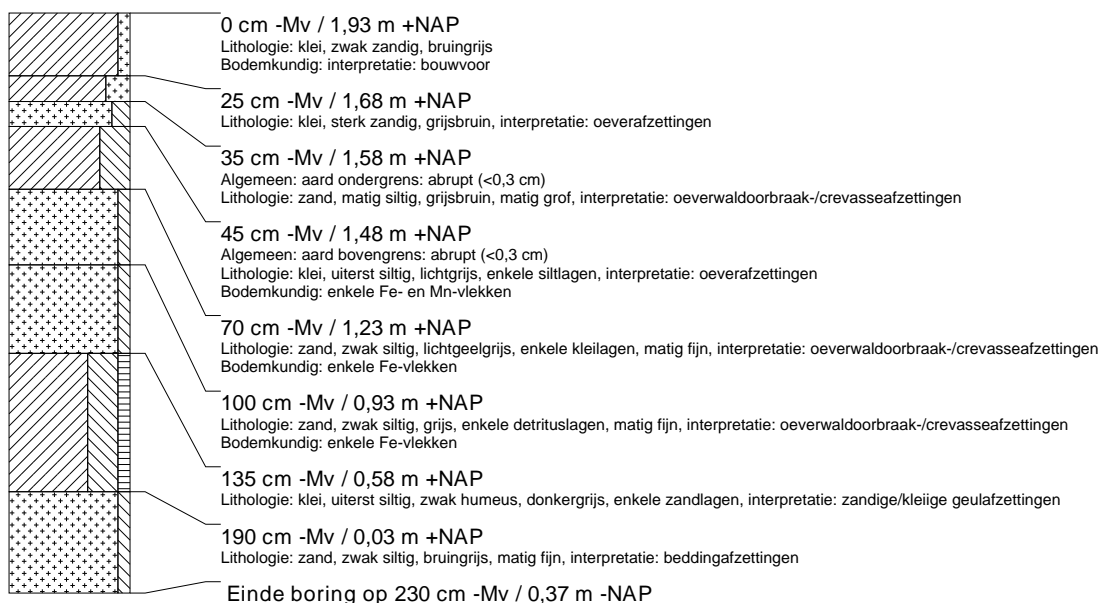 0 cm -Mv / 1,93 m +NAP
Lithologie: klei, zwak zandig, bruingrijs
Bodemkundig: interpretatie: bouwvoor
25 cm -Mv / 1,68 m +NAP
Lithologie: klei, sterk zandig, grijsbruin, interpretatie: oeverafzettingen
35 cm -Mv / 1,58 m +NAP
Algemeen: aard ondergrens: abrupt (<0,3 cm)
Lithologie: zand, matig siltig, grijsbruin, matig grof, interpretatie: oeverwaldoorbraak-/crevasseafzettingen
45 cm -Mv / 1,48 m +NAP
Algemeen: aard bovengrens: abrupt (<0,3 cm)
Lithologie: klei, uiterst siltig, lichtgrijs, enkele siltlagen, interpretatie: oeverafzettingen
Bodemkundig: enkele Fe- en Mn-vlekken
70 cm -Mv / 1,23 m +NAP
Lithologie: zand, zwak siltig, lichtgeelgrijs, enkele kleilagen, matig fijn, interpretatie: oeverwaldoorbraak-/crevasseafzettingen
Bodemkundig: enkele Fe-vlekken
100 cm -Mv / 0,93 m +NAP
Lithologie: zand, zwak siltig, grijs, enkele detrituslagen, matig fijn, interpretatie: oeverwaldoorbraak-/crevasseafzettingen
Bodemkundig: enkele Fe-vlekken
135 cm -Mv / 0,58 m +NAP
Lithologie: klei, uiterst siltig, zwak humeus, donkergrijs, enkele zandlagen, interpretatie: zandige/kleiige geulafzettingen
190 cm -Mv / 0,03 m +NAP
Lithologie: zand, zwak siltig, bruingrijs, matig fijn, interpretatie: beddingafzettingen
Einde boring op 230 cm -Mv / 0,37 m -NAP